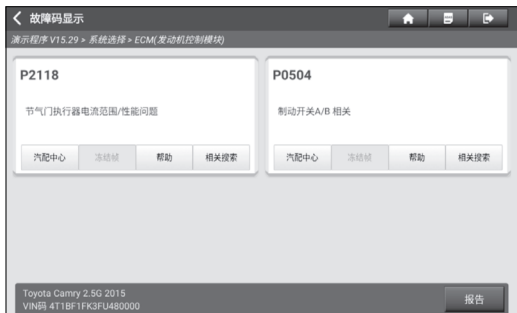 故障码显示
演示程序 V15.29 > 系统选择 > ECM(发动机控制模块)
P2118
节气门执行器电流范围/性能问题
汽配中心 冻结帧 帮助 相关搜索
P0504
制动开关A/B 相关
汽配中心 冻结帧 帮助 相关搜索
Toyota Camry 2.5G 2015
VIN码 4T1BF1FK3FU480000
报告